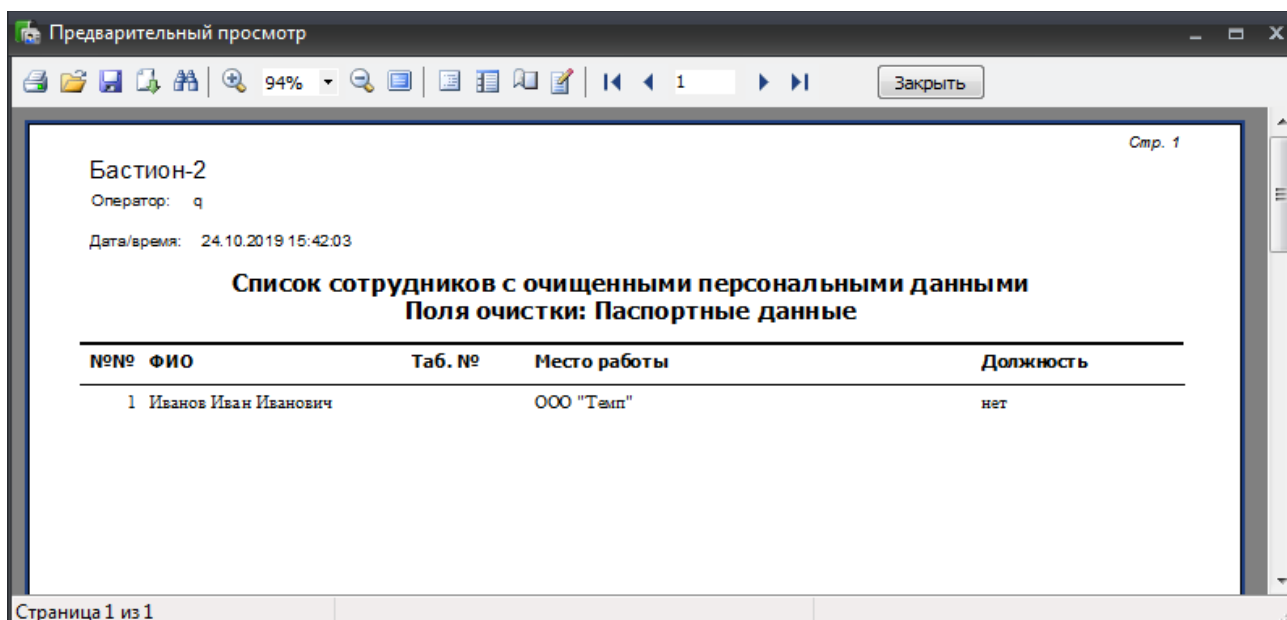 Предварительный просмотр
94% 1 Закрыть
Стр. 1
Бастион-2
Оператор: q
Дата/время: 24.10.2019 15:42:03
Список сотрудников с очищенными персональными данными
Поля очистки: Паспортные данные
№№ ФИО Таб. № Место работы Должность
1 Иванов Иван Иванович ООО "Темп" нет
Страница 1 из 1